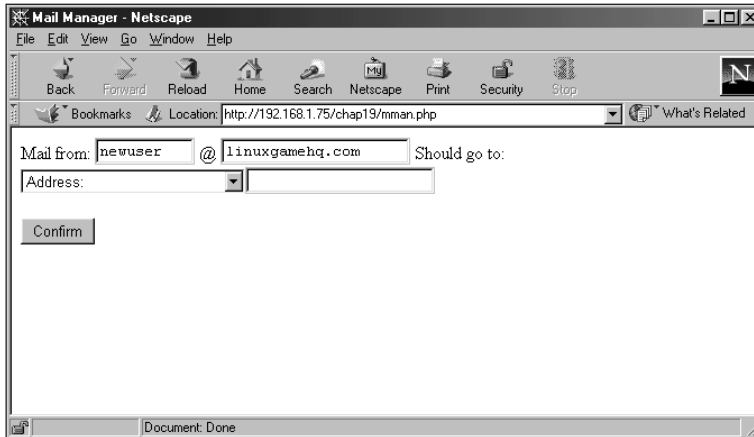 Mail Manager - Netscape
File Edit View Go Window Help
My
Back Forward Reload Home Search Netscape Print Security Stop
N
Bookmarks Location: http://192.168.1.75/chap19/mman.php What's Related
Mail from: newuser @ linuxgamehq.com Should go to:
Address:
Confirm
Document: Done